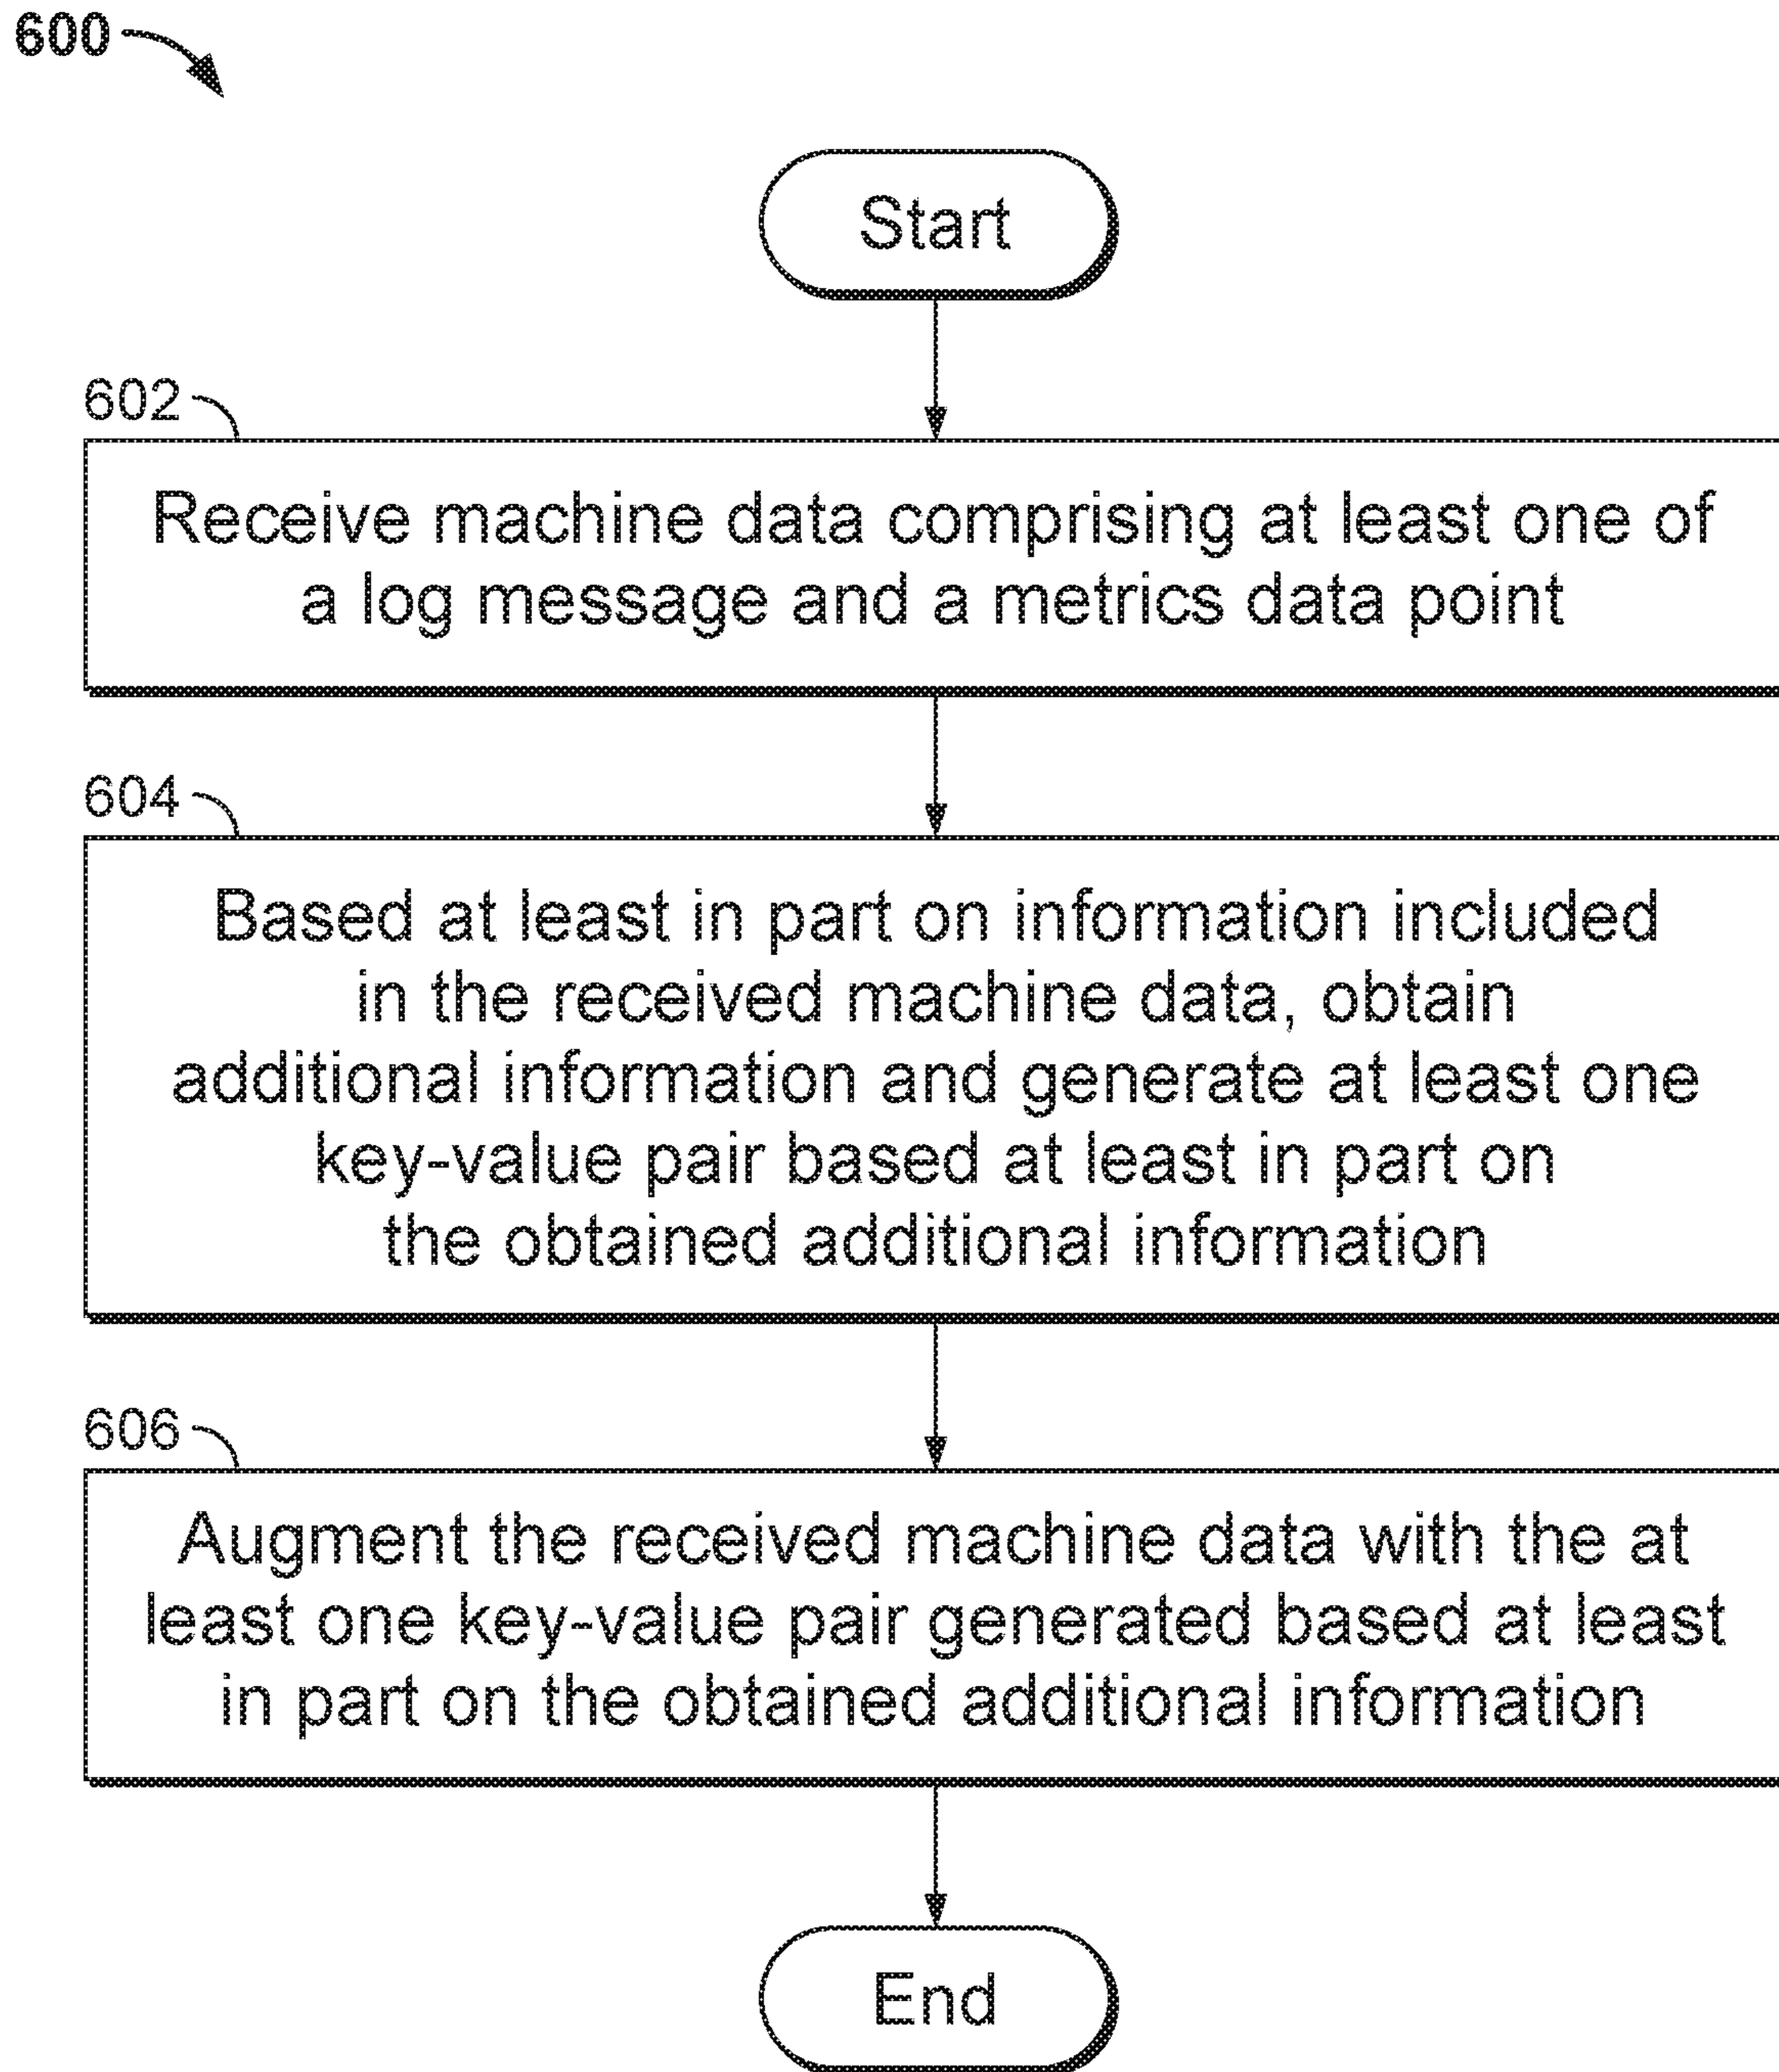 600
Start
602
Receive machine data comprising at least one of
a log message and a metrics data point
604
Based at least in part on information included
in the received machine data, obtain
additional information and generate at least one
key-value pair based at least in part on
the obtained additional information
606
Augment the received machine data with the at
least one key-value pair generated based at least
in part on the obtained additional information
End